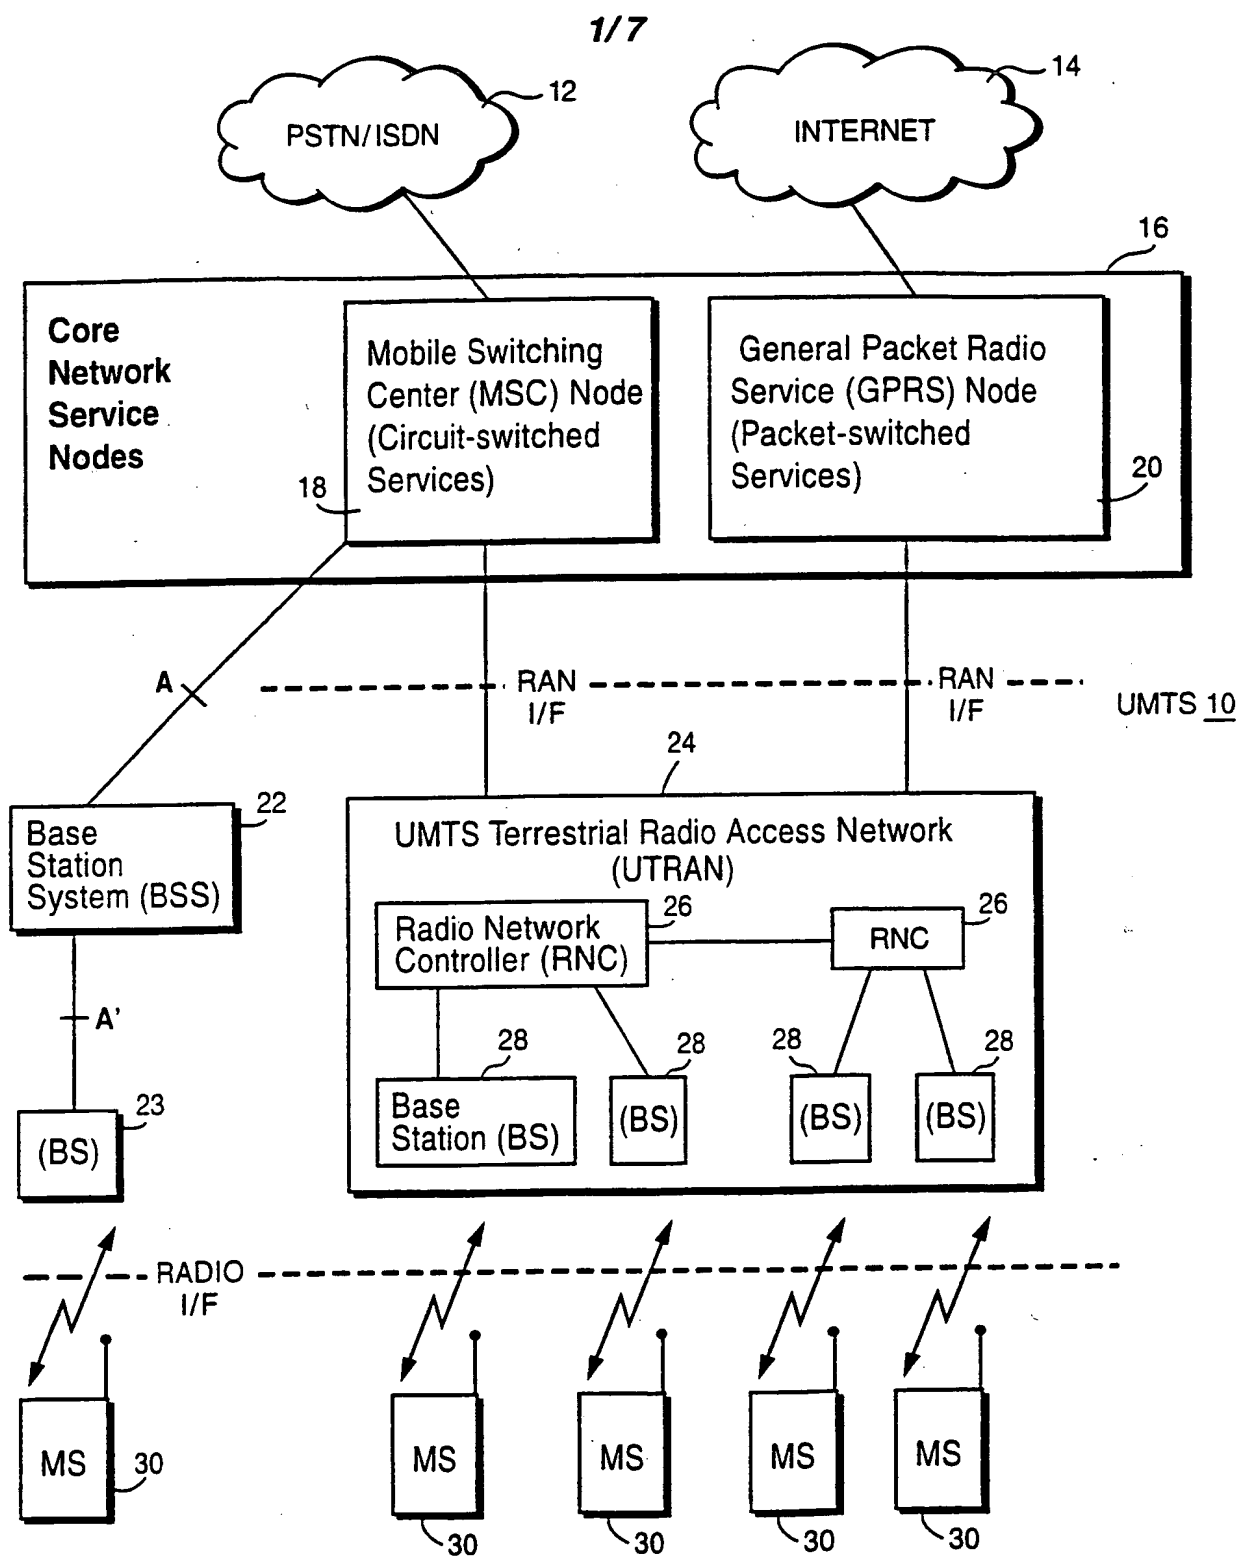 1/7
12
14
PSTN/ISDN
INTERNET
16
Core
Network
Service
Nodes
Mobile Switching
Center (MSC) Node
(Circuit-switched
Services)
18
General Packet Radio
Service (GPRS) Node
(Packet-switched
Services)
20
A
RAN
I/F
RAN
I/F
UMTS 10
24
22
Base
Station
System (BSS)
UMTS Terrestrial Radio Access Network
(UTRAN)
26
Radio Network
Controller (RNC)
26
RNC
A'
28
28
28
28
Base
Station (BS)
(BS)
(BS)
(BS)
23
(BS)
RADIO
I/F
MS
30
MS
30
MS
30
MS
30
MS
30